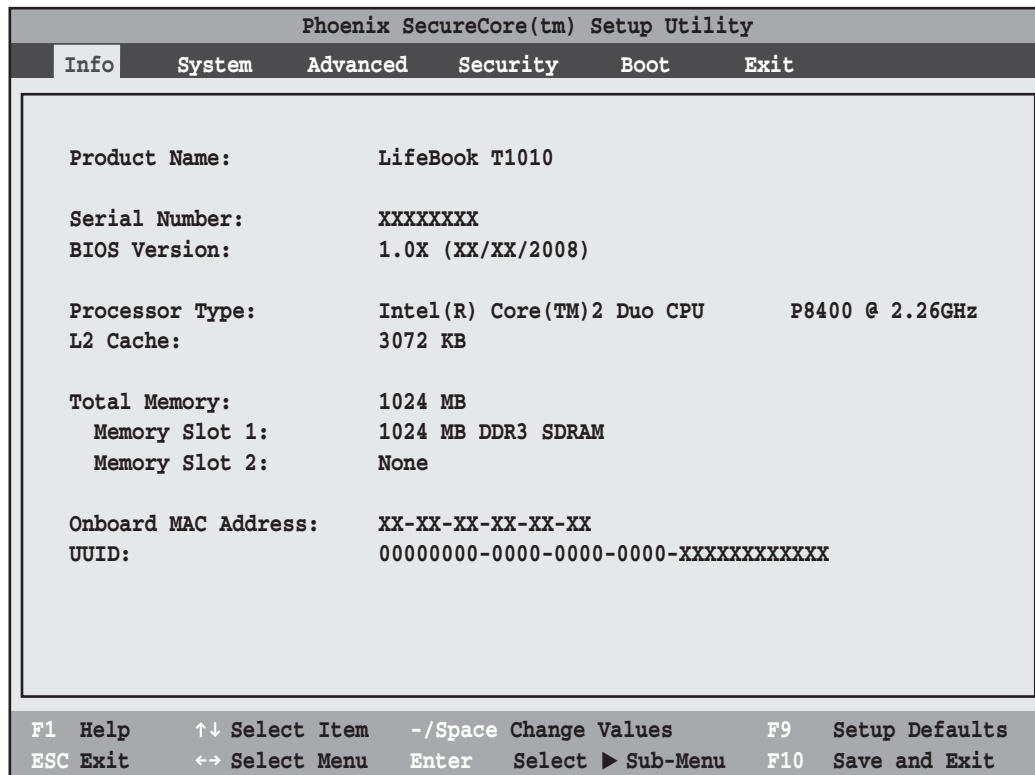 Phoenix SecureCore(tm) Setup Utility
Info System Advanced Security Boot Exit
Product Name: LifeBook T1010
Serial Number: XXXXXXXX
BIOS Version: 1.0X (XX/XX/2008)
Processor Type: Intel(R) Core(TM)2 Duo CPU P8400 @ 2.26GHz
L2 Cache: 3072 KB
Total Memory: 1024 MB
Memory Slot 1: 1024 MB DDR3 SDRAM
Memory Slot 2: None
Onboard MAC Address: XX-XX-XX-XX-XX-XX
UUID: 00000000-0000-0000-0000-XXXXXXXXXXXX
F1 Help ↑↓ Select Item -/Space Change Values F9 Setup Defaults
ESC Exit ←→ Select Menu Enter Select ▶ Sub-Menu F10 Save and Exit